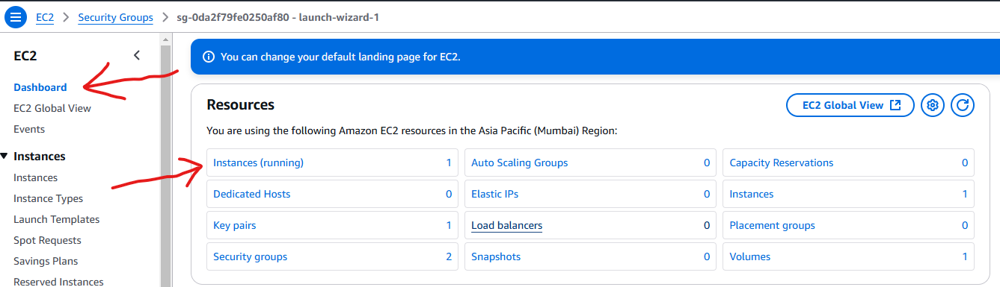 EC2 > Security Groups > sg-0da2f79fe0250af80 - launch-wizard-1
EC2
Dashboard
EC2 Global View
Events
Instances
Instances
Instance Types
Launch Templates
Spot Requests
Savings Plans
Reserved Instances
You can change your default landing page for EC2.
Resources
EC2 Global View
You are using the following Amazon EC2 resources in the Asia Pacific (Mumbai) Region:
Instances (running) 1 Auto Scaling Groups 0 Capacity Reservations 0
Dedicated Hosts 0 Elastic IPs 0 Instances 1
Key pairs 1 Load balancers 0 Placement groups 0
Security groups 2 Snapshots 0 Volumes 1